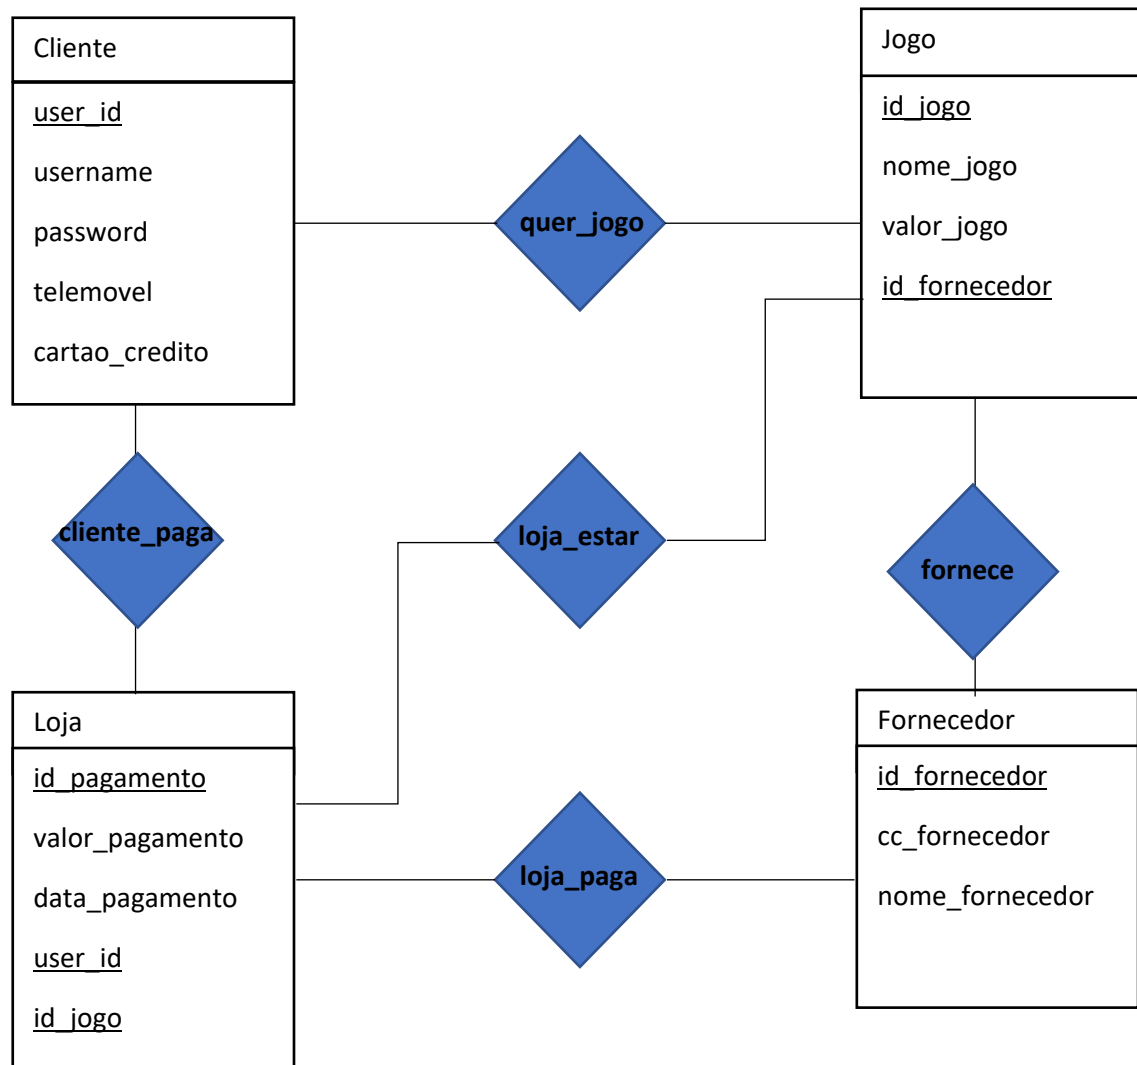 Cliente
user_id
username
password
telemovel
cartao_credito
Jogo
id_jogo
nome_jogo
valor_jogo
id_fornecedor
quer_jogo
cliente_paga
loja_estar
fornece
Loja
id_pagamento
valor_pagamento
data_pagamento
user_id
id_jogo
loja_paga
Fornecedor
id_fornecedor
cc_fornecedor
nome_fornecedor